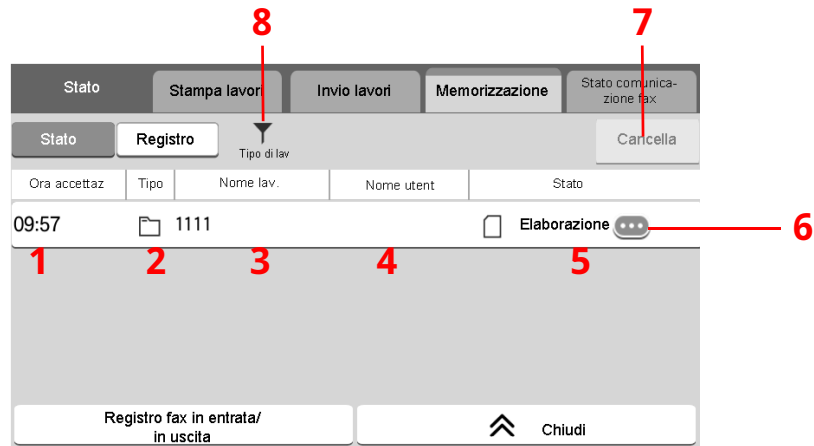 8 7
Stato Stampa lavori Invio lavori Memorizzazione Stato comunica-
zione fax
Stato Registro Tipo di lav Cancella
Ora accettaz Tipo Nome lav. Nome utent Stato
09:57 1111 Elaborazione 6
1 2 3 4 5
Registro fax in entrata/
in uscita
Chiudi